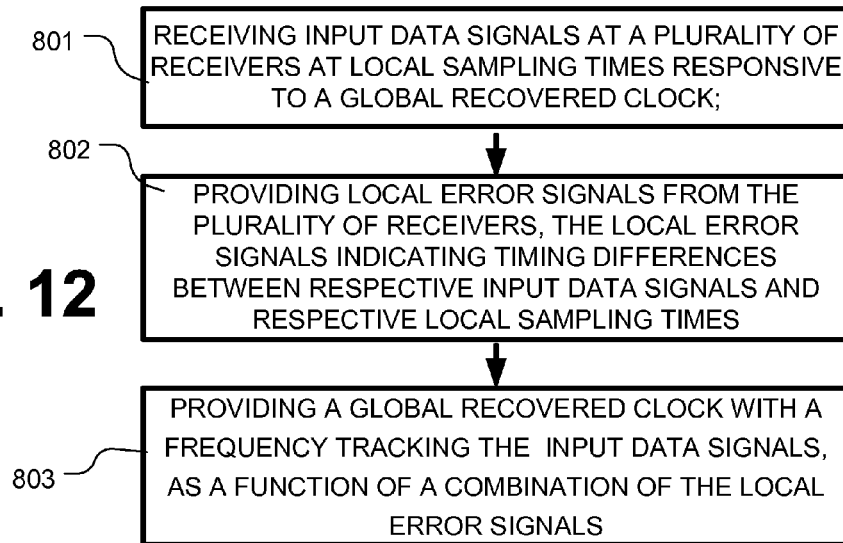 801
RECEIVING INPUT DATA SIGNALS AT A PLURALITY OF
RECEIVERS AT LOCAL SAMPLING TIMES RESPONSIVE
TO A GLOBAL RECOVERED CLOCK;
802
PROVIDING LOCAL ERROR SIGNALS FROM THE
PLURALITY OF RECEIVERS, THE LOCAL ERROR
SIGNALS INDICATING TIMING DIFFERENCES
BETWEEN RESPECTIVE INPUT DATA SIGNALS AND
RESPECTIVE LOCAL SAMPLING TIMES
. 12
803
PROVIDING A GLOBAL RECOVERED CLOCK WITH A
FREQUENCY TRACKING THE INPUT DATA SIGNALS,
AS A FUNCTION OF A COMBINATION OF THE LOCAL
ERROR SIGNALS